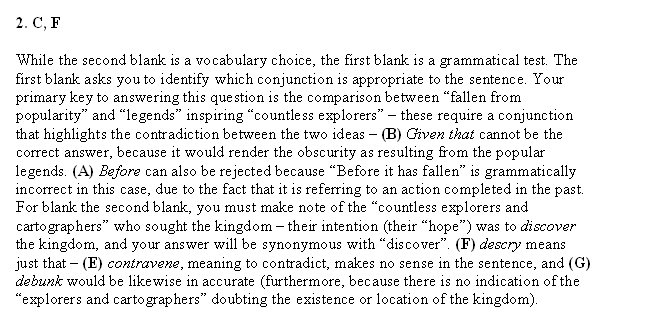 2. C, F
While the second blank is a vocabulary choice, the first blank is a grammatical test. The
first blank asks you to identify which conjunction is appropriate to the sentence. Your
primary key to answering this question is the comparison between “fallen from
popularity” and “legends” inspiring “countless explorers” – these require a conjunction
that highlights the contradiction between the two ideas – (B) Given that cannot be the
correct answer, because it would render the obscurity as resulting from the popular
legends. (A) Before can also be rejected because “Before it has fallen” is grammatically
incorrect in this case, due to the fact that it is referring to an action completed in the past.
For blank the second blank, you must make note of the “countless explorers and
cartographers” who sought the kingdom – their intention (their “hope”) was to discover
the kingdom, and your answer will be synonymous with “discover”. (F) descry means
just that – (E) contravene, meaning to contradict, makes no sense in the sentence, and (G)
debunk would be likewise in accurate (furthermore, because there is no indication of the
“explorers and cartographers” doubting the existence or location of the kingdom).